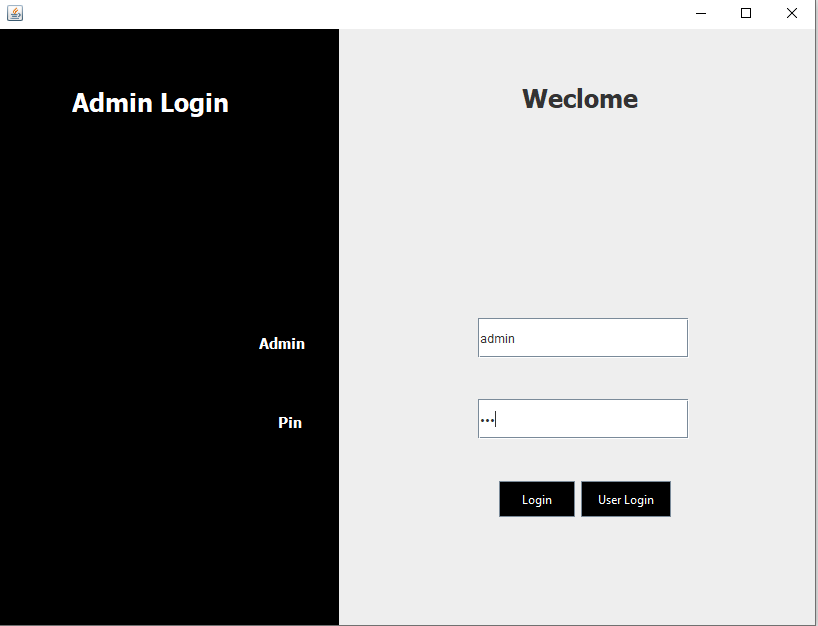 Admin Login
Weclome
Admin
admin
Pin
•••
Login
User Login